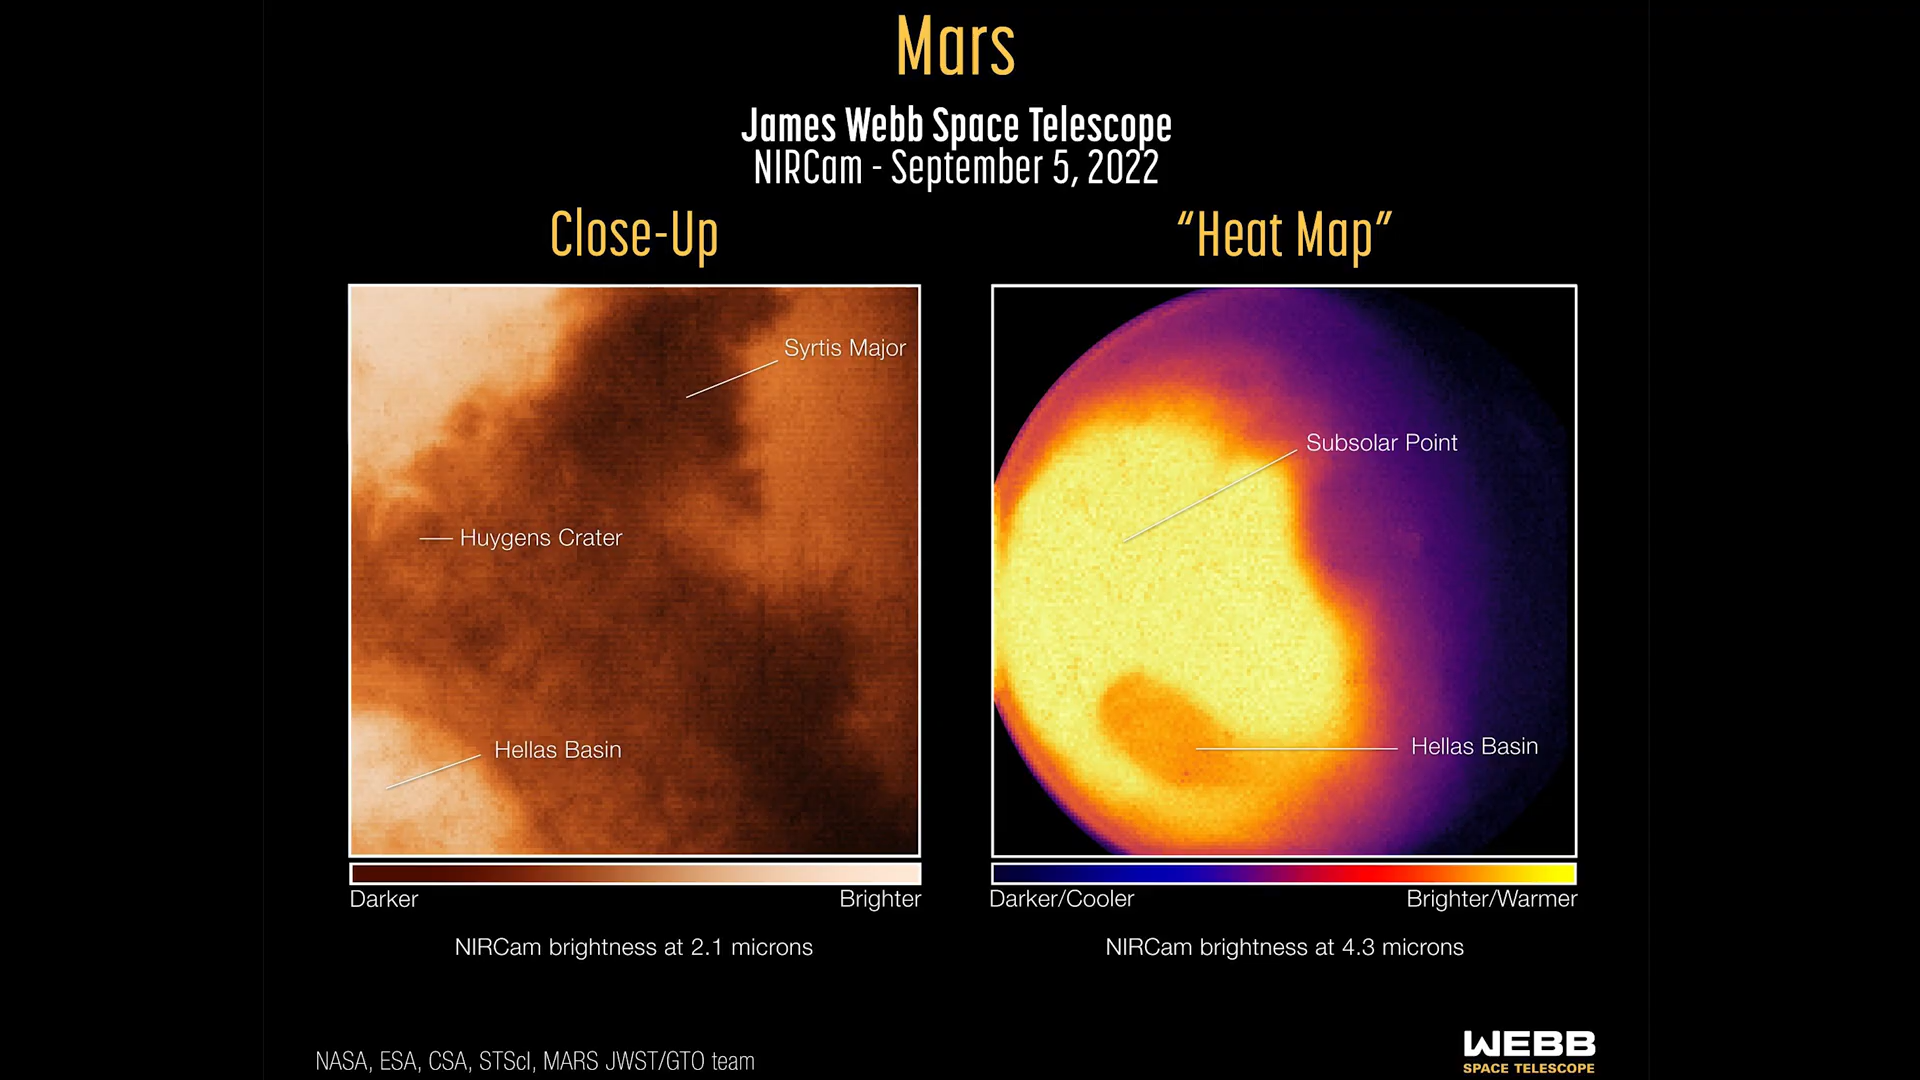 Mars
James Webb Space Telescope
NIRCam - September 5, 2022
Close-Up
“Heat Map”
Syrtis Major
Huygens Crater
Hellas Basin
Subsolar Point
Hellas Basin
Darker
Brighter
Darker/Cooler
Brighter/Warmer
NIRCam brightness at 2.1 microns
NIRCam brightness at 4.3 microns
NASA, ESA, CSA, STScI, MARS JWST/GTO team
WEBB
SPACE TELESCOPE